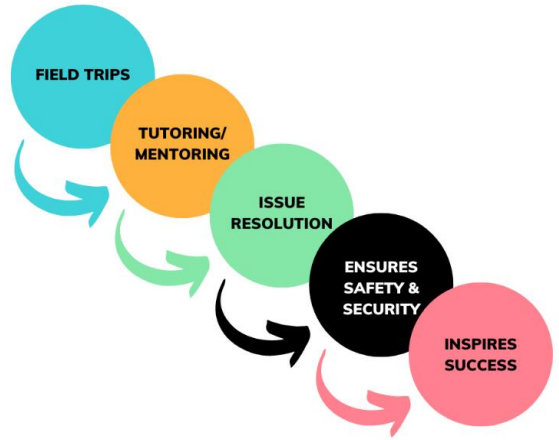 FIELD TRIPS
TUTORING/
MENTORING
ISSUE
RESOLUTION
ENSURES
SAFETY &
SECURITY
INSPIRES
SUCCESS